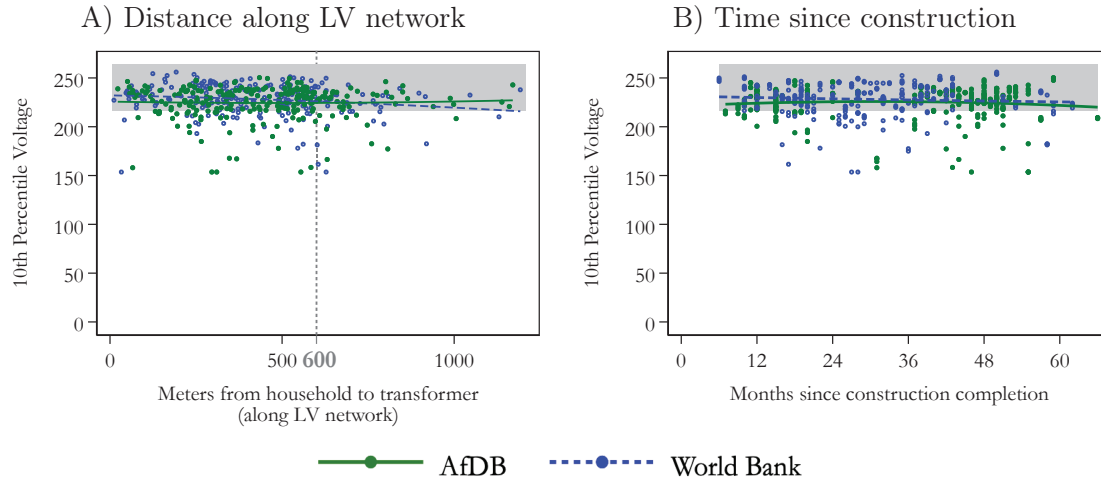 A) Distance along LV network
10th Percentile Voltage
250
200
150
100
50
0
0
500
600
1000
Meters from household to transformer
(along LV network)
B) Time since construction
10th Percentile Voltage
250
200
150
100
50
0
0
12
24
36
48
60
Months since construction completion
AfDB
World Bank